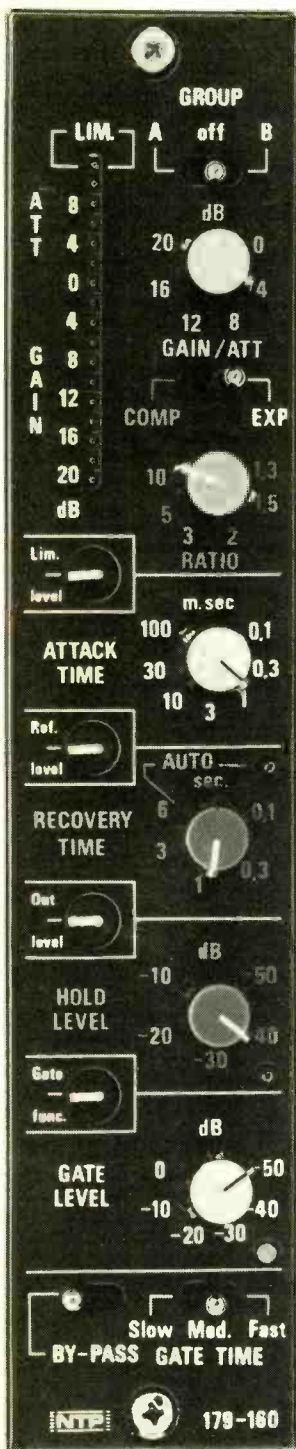 GROUP
LIM. A off B
ATT
8
4
0
GAIN
4
8
12
16
20
dB
dB
20 0
16 4
12 8
GAIN/ATT
COMP EXP
10 1,3
5 1,5
3 2
RATIO
Lim.
level
m.sec
100 0,1
30 0,3
10 3 1
ATTACK
TIME
Ref.
level
AUTO
sec.
6 0,1
3 0,3
1
RECOVERY
TIME
Out
level
dB
-10 -50
-20 -40
-30
HOLD
LEVEL
Gate
func.
dB
0 -50
-10 -40
-20 -30
GATE
LEVEL
Slow Med. Fast
BY-PASS GATE TIME
NTP 179-160